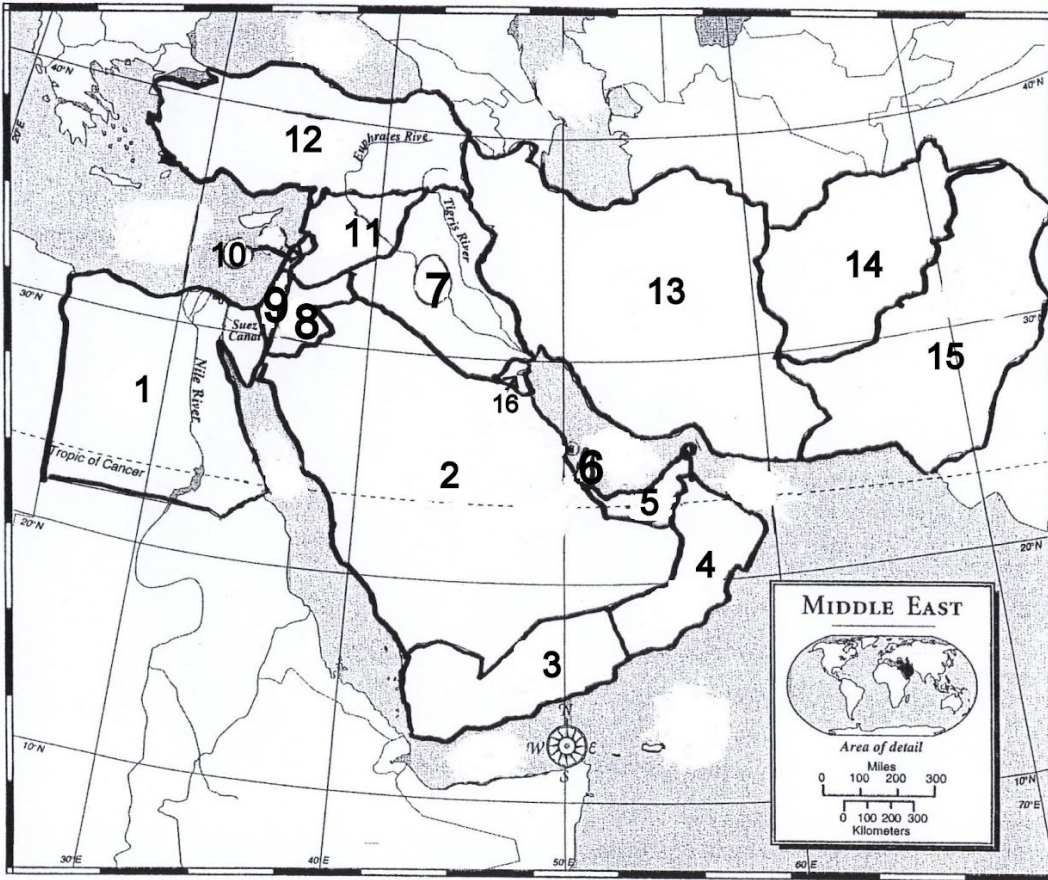 40°N
20°E
40°N
12
Euphrates Rive
Tigris River
11
10
7
14
13
30°N
9
8
Suez
Canal
30°N
15
1
Nile River
16
Tropic of Cancer
2
6
5
20°N
20°N
4
MIDDLE EAST
3
N
W
E
S
Area of detail
Miles
0 100 200 300
0 100 200 300
Kilometers
10°N
10°N
70°E
30°E
40°E
50°E
60°E